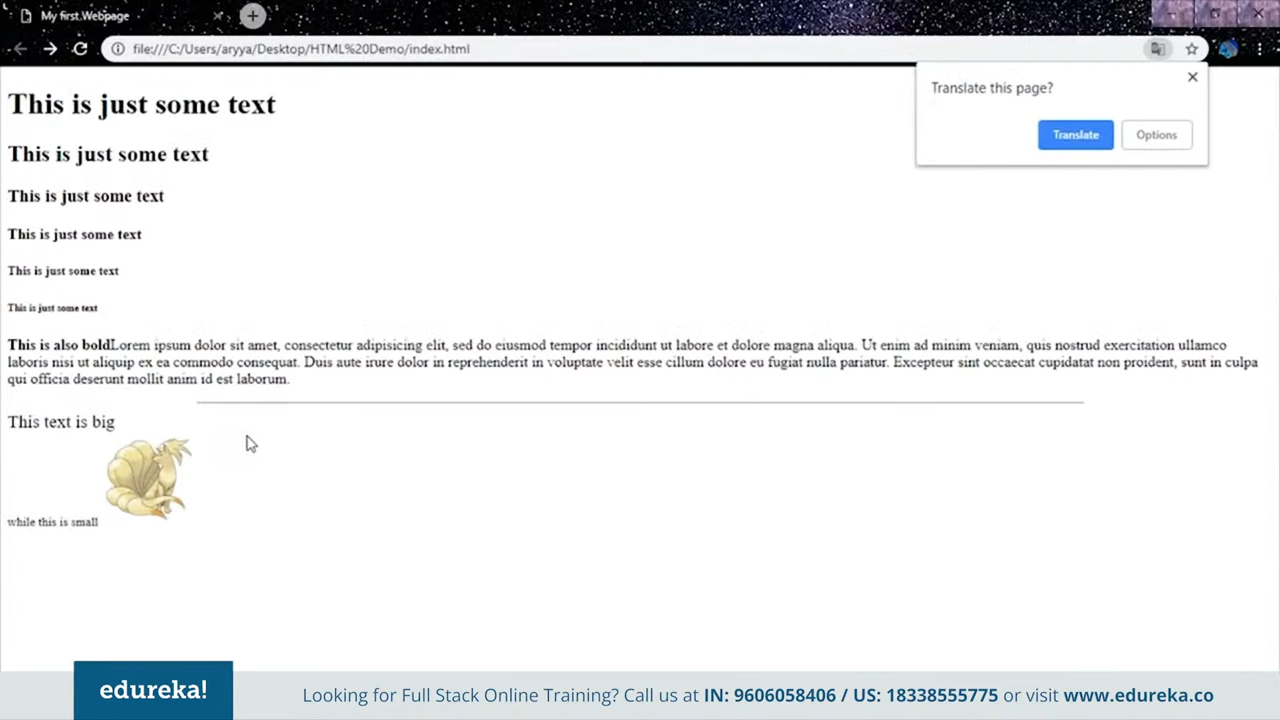 My first Webpage
file:///C:/Users/aryya/Desktop/HTML%20Demo/index.html
Translate this page?
Translate
Options
This is just some text
This is just some text
This is just some text
This is just some text
This is just some text
This is just some text
This is also boldLorem ipsum dolor sit amet, consectetur adipisicing elit, sed do eiusmod tempor incididunt ut labore et dolore magna aliqua. Ut enim ad minim veniam, quis nostrud exercitation ullamco
laboris nisi ut aliquip ex ea commodo consequat. Duis aute irure dolor in reprehenderit in voluptate velit esse cillum dolore eu fugiat nulla pariatur. Excepteur sint occaecat cupidatat non proident, sunt in culpa
qui officia deserunt mollit anim id est laborum.
This text is big
while this is small
edureka!
Looking for Full Stack Online Training? Call us at IN: 9606058406 / US: 18338555775 or visit www.edureka.co